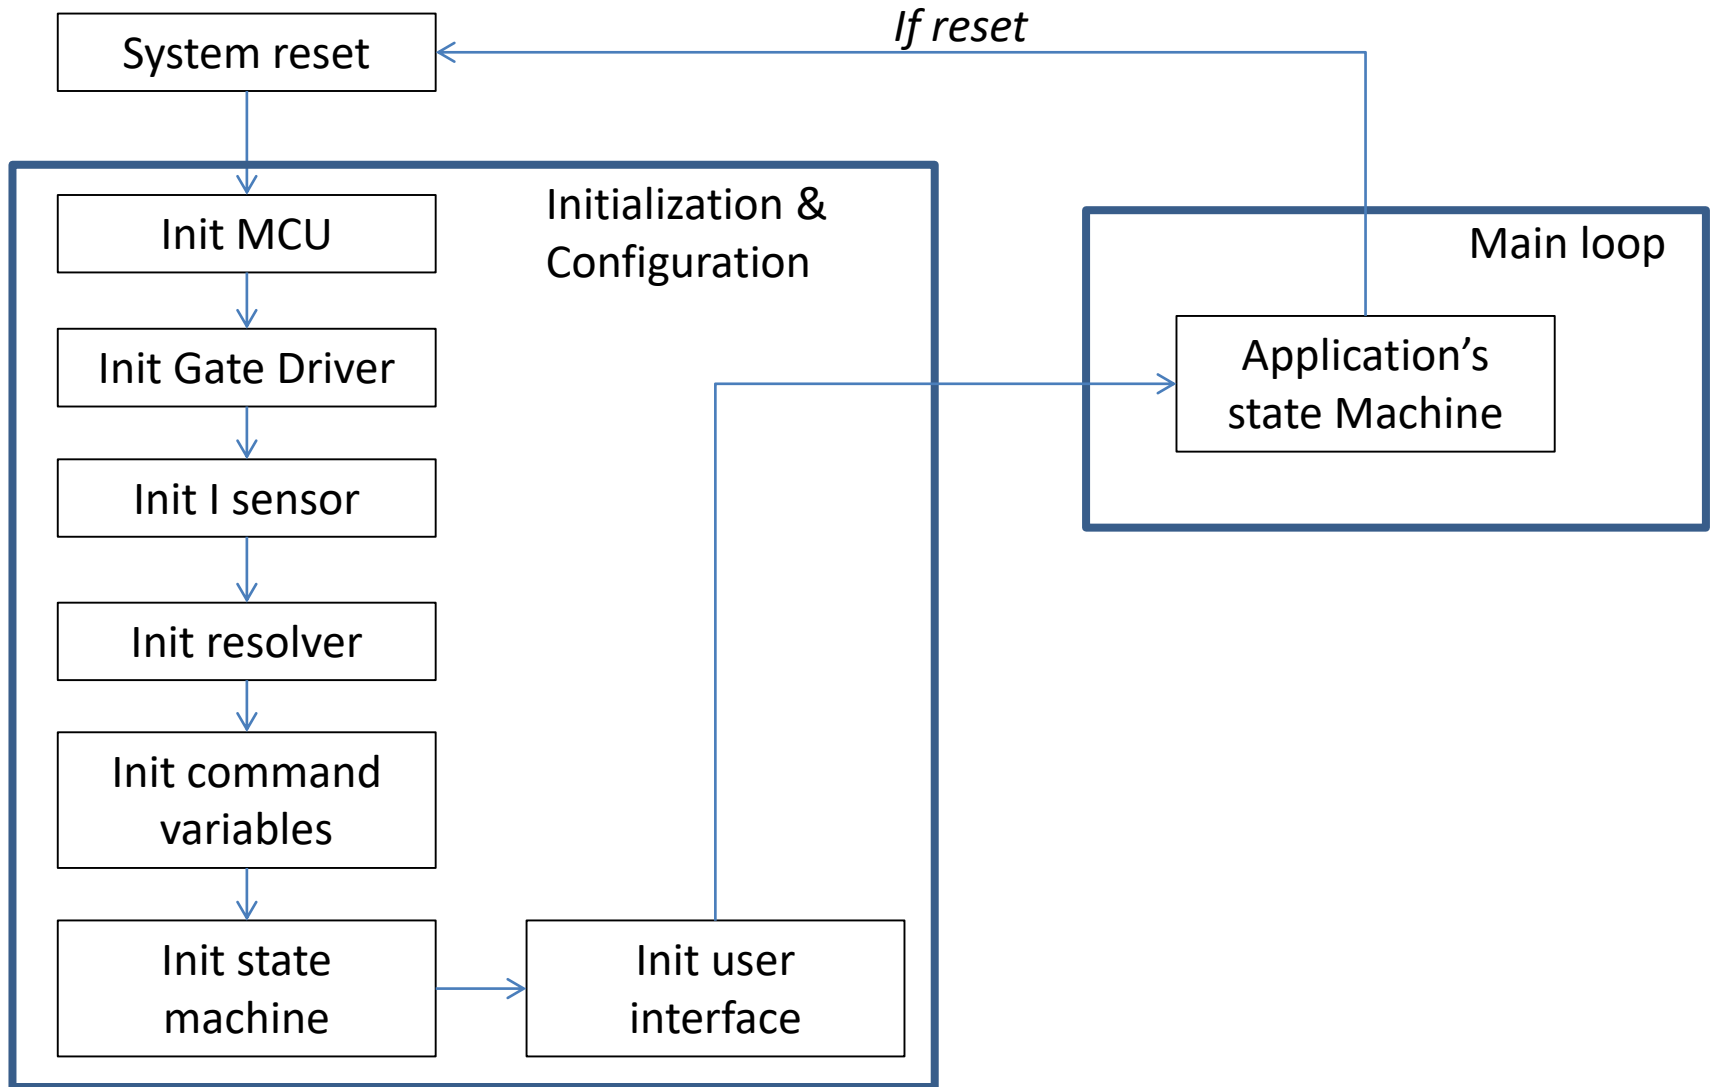 System reset
If reset
Initialization &
Configuration
Init MCU
Init Gate Driver
Init I sensor
Init resolver
Init command
variables
Init state
machine
Init user
interface
Main loop
Application’s
state Machine